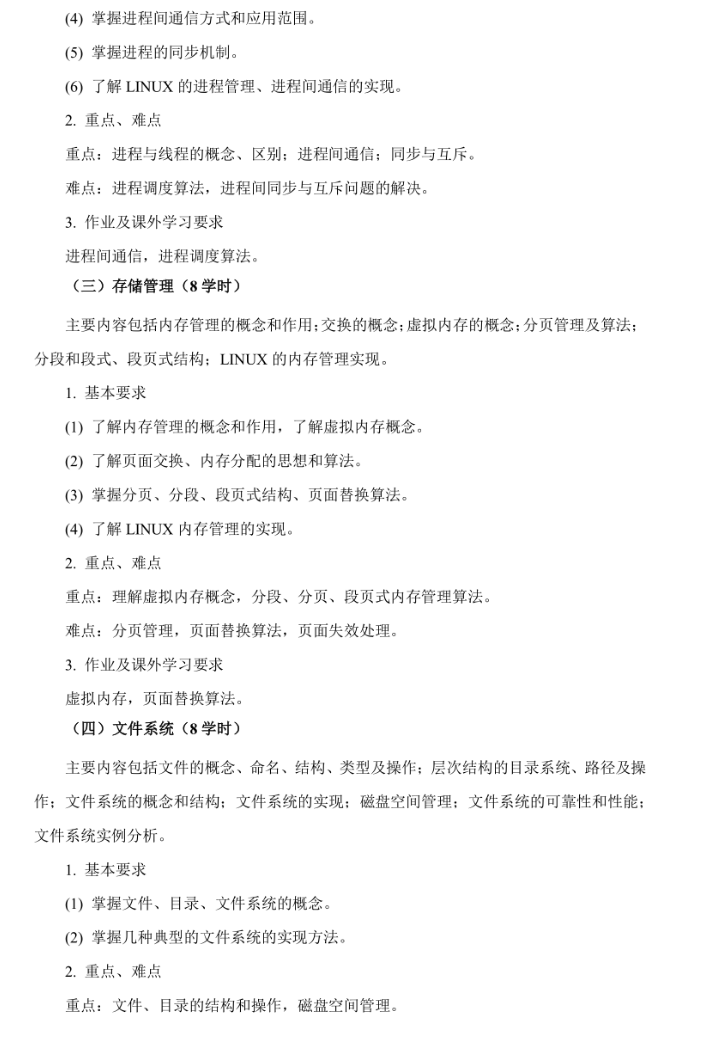 (4) 掌握进程间通信方式和应用范围。
(5) 掌握进程的同步机制。
(6) 了解 LINUX 的进程管理、进程间通信的实现。
2. 重点、难点
重点：进程与线程的概念、区别；进程间通信；同步与互斥。
难点：进程调度算法，进程间同步与互斥问题的解决。
3. 作业及课外学习要求
进程间通信，进程调度算法。
（三）存储管理（8 学时）
主要内容包括内存管理的概念和作用；交换的概念；虚拟内存的概念；分页管理及算法；
分段和段式、段页式结构；LINUX 的内存管理实现。
1. 基本要求
(1) 了解内存管理的概念和作用，了解虚拟内存概念。
(2) 了解页面交换、内存分配的思想和算法。
(3) 掌握分页、分段、段页式结构、页面替换算法。
(4) 了解 LINUX 内存管理的实现。
2. 重点、难点
重点：理解虚拟内存概念，分段、分页、段页式内存管理算法。
难点：分页管理，页面替换算法，页面失效处理。
3. 作业及课外学习要求
虚拟内存，页面替换算法。
（四）文件系统（8 学时）
主要内容包括文件的概念、命名、结构、类型及操作；层次结构的目录系统、路径及操
作；文件系统的概念和结构；文件系统的实现；磁盘空间管理；文件系统的可靠性和性能；
文件系统实例分析。
1. 基本要求
(1) 掌握文件、目录、文件系统的概念。
(2) 掌握几种典型的文件系统的实现方法。
2. 重点、难点
重点：文件、目录的结构和操作，磁盘空间管理。